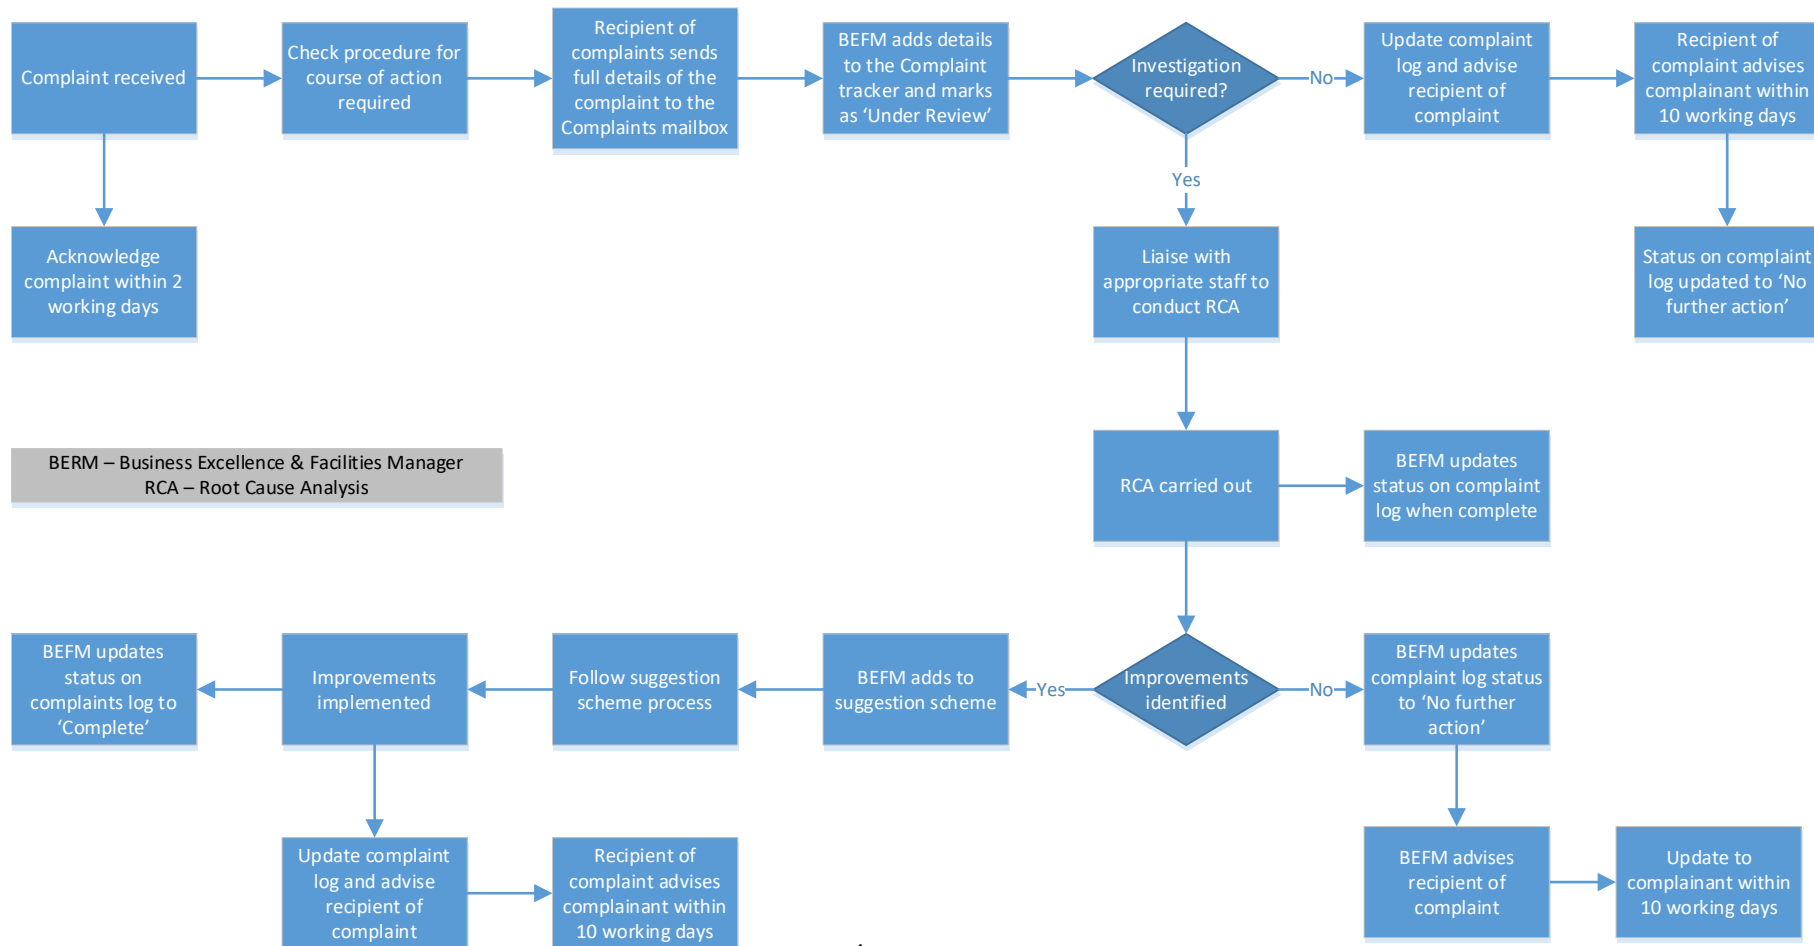 Complaint received
Check procedure for
course of action
required
Recipient of
complaints sends
full details of the
complaint to the
Complaints mailbox
BEFM adds details
to the Complaint
tracker and marks
as ‘Under Review’
Investigation
required?
No
Update complaint
log and advise
recipient of
complaint
Recipient of
complaint advises
complainant within
10 working days
Yes
Acknowledge
complaint within 2
working days
Liaise with
appropriate staff to
conduct RCA
Status on complaint
log updated to ‘No
further action’
BERM – Business Excellence & Facilities Manager
RCA – Root Cause Analysis
RCA carried out
BEFM updates
status on complaint
log when complete
BEFM updates
status on
complaints log to
‘Complete’
Improvements
implemented
Follow suggestion
scheme process
BEFM adds to
suggestion scheme
Yes
Improvements
identified
No
BEFM updates
complaint log status
to ‘No further
action’
Update complaint
log and advise
recipient of
complaint
Recipient of
complaint advises
complainant within
10 working days
BEFM advises
recipient of
complaint
Update to
complainant within
10 working days